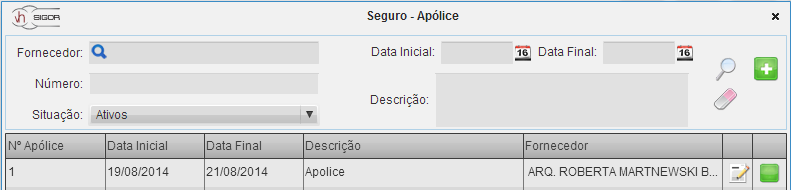 SIGOR
Seguro - Apólice
Fornecedor:
Data Inicial: 16 Data Final: 16
Número:
Descrição:
Situação: Ativos
Nº Apólice Data Inicial Data Final Descrição Fornecedor
1 19/08/2014 21/08/2014 Apolice ARQ. ROBERTA MARTNEWSKI B...